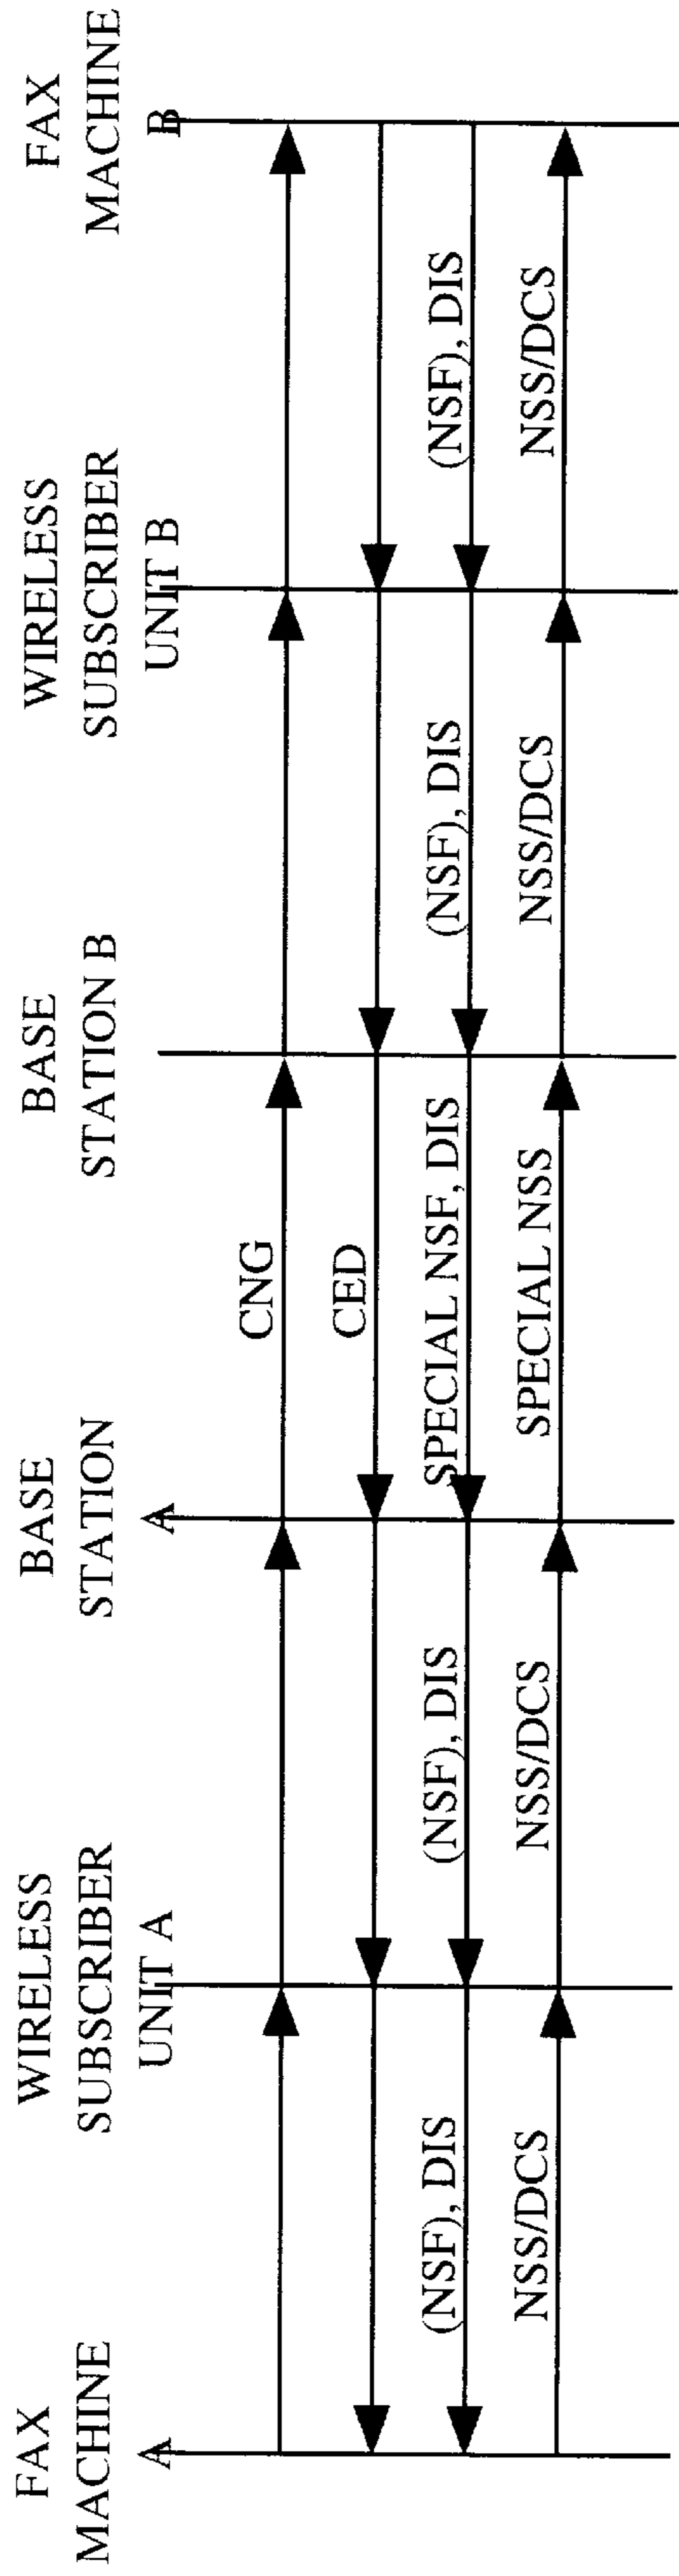 FAX
MACHINE
A
WIRELESS
SUBSCRIBER
UNIT A
BASE
STATION
A
BASE
STATION B
WIRELESS
SUBSCRIBER
UNIT B
FAX
MACHINE
B
CNG
CED
(NSF), DIS
(NSF), DIS
SPECIAL NSF, DIS
(NSF), DIS
(NSF), DIS
NSS/DCS
NSS/DCS
SPECIAL NSS
NSS/DCS
NSS/DCS